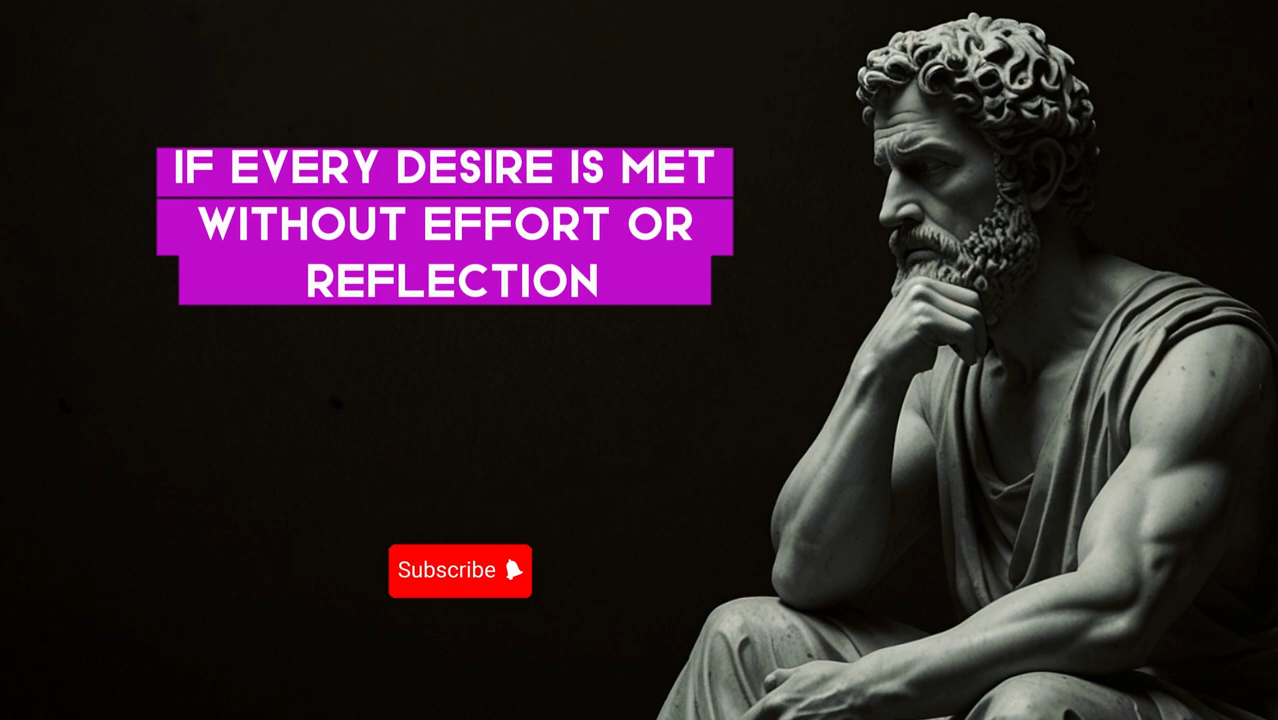 IF EVERY DESIRE IS MET
WITHOUT EFFORT OR
REFLECTION
Subscribe